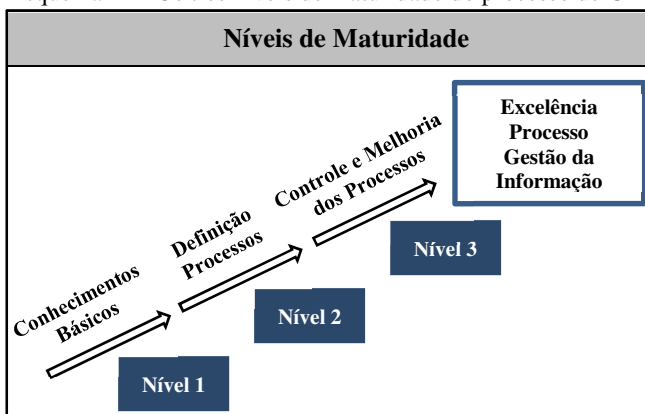 Níveis de Maturidade
Excelência
Processo
Gestão da
Informação
Controle e Melhoria
dos Processos
Nível 3
Definição
Processos
Nível 2
Conhecimentos
Básicos
Nível 1